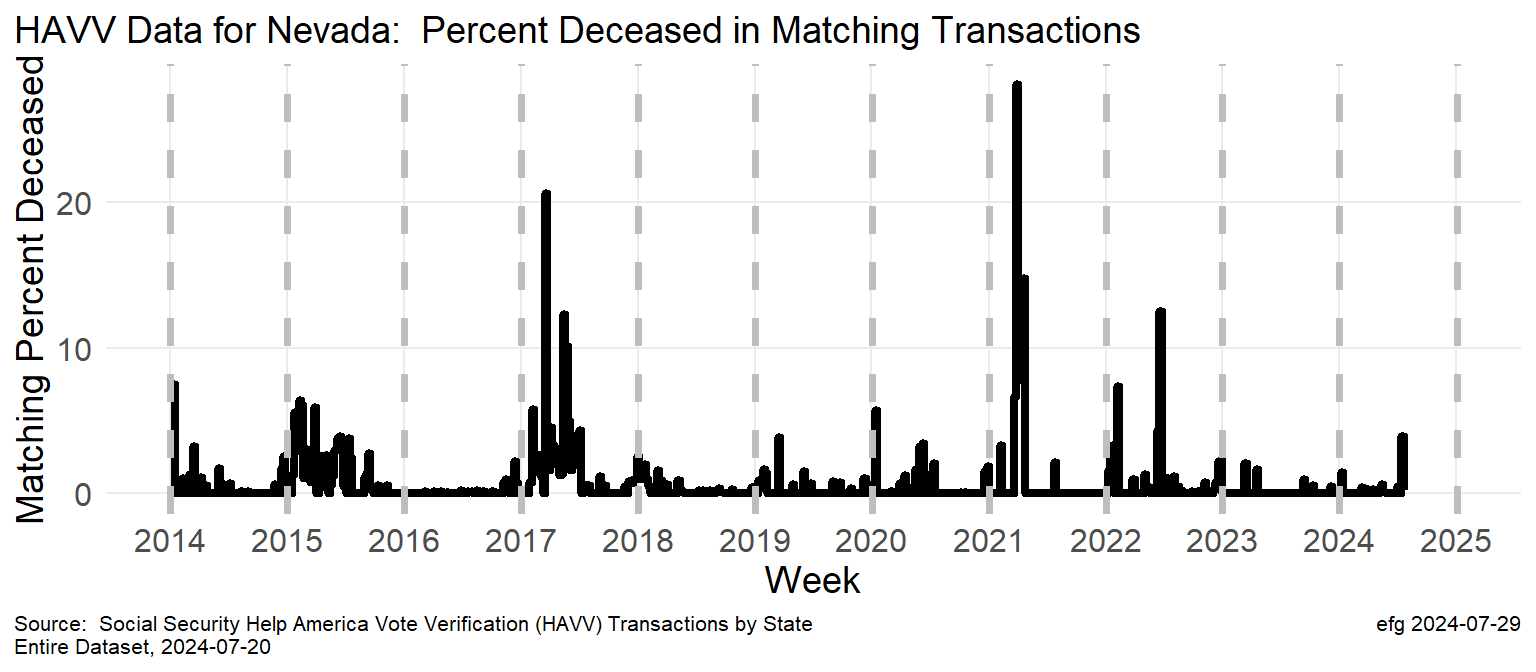 HAVV Data for Nevada:  Percent Deceased in Matching Transactions
Matching Percent Deceased
20
10
0
2014 2015 2016 2017 2018 2019 2020 2021 2022 2023 2024 2025
Week
Source:  Social Security Help America Vote Verification (HAVV) Transactions by State
Entire Dataset, 2024-07-20
efg 2024-07-29